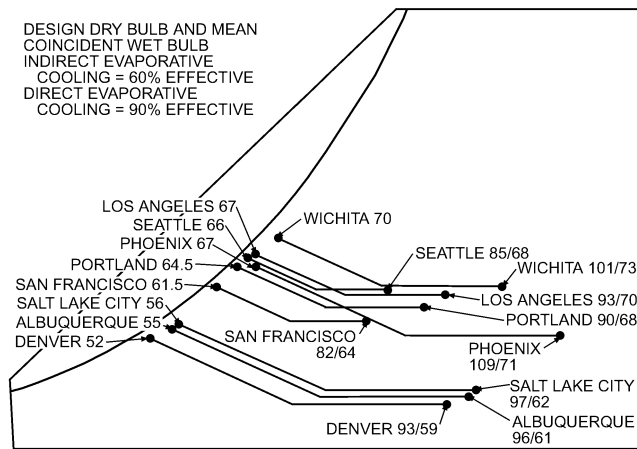 DESIGN DRY BULB AND MEAN
COINCIDENT WET BULB
INDIRECT EVAPORATIVE
COOLING = 60% EFFECTIVE
DIRECT EVAPORATIVE
COOLING = 90% EFFECTIVE
LOS ANGELES 67
SEATTLE 66
PHOENIX 67
PORTLAND 64.5
SAN FRANCISCO 61.5
SALT LAKE CITY 56
ALBUQUERQUE 55
DENVER 52
WICHITA 70
SEATTLE 85/68
WICHITA 101/73
LOS ANGELES 93/70
PORTLAND 90/68
SAN FRANCISCO
82/64
PHOENIX
109/71
SALT LAKE CITY
97/62
ALBUQUERQUE
96/61
DENVER 93/59